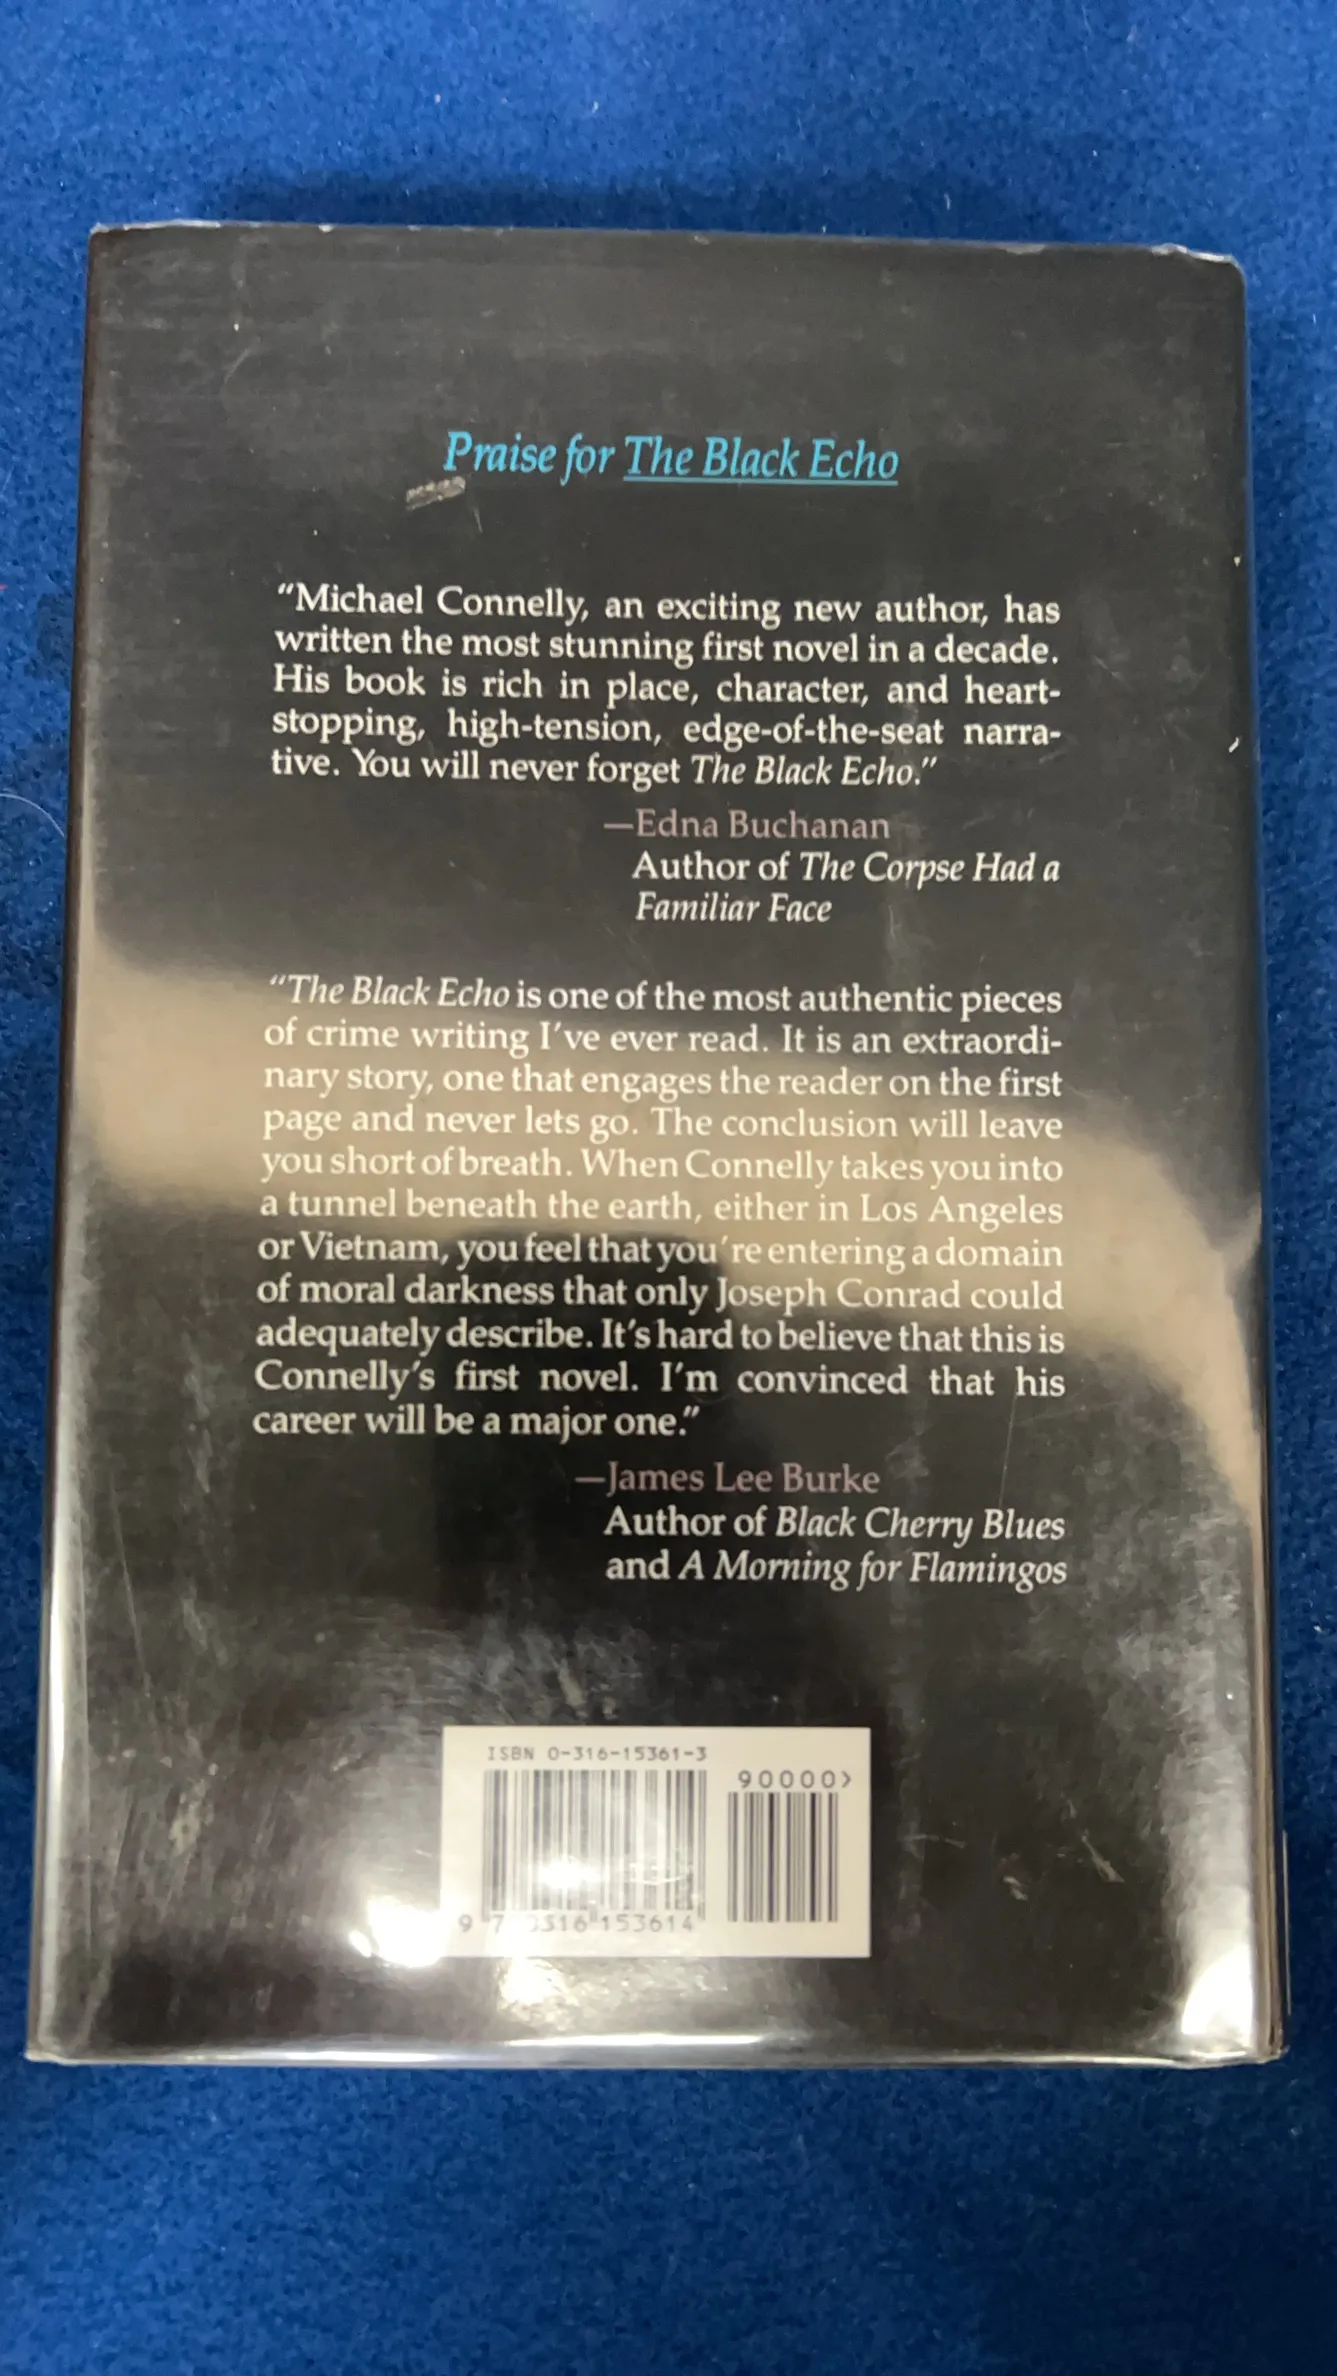 Praise for The Black Echo
“Michael Connelly, an exciting new author, has
written the most stunning first novel in a decade.
His book is rich in place, character, and heart-
stopping, high-tension, edge-of-the-seat narra-
tive. You will never forget The Black Echo.”
—Edna Buchanan
Author of The Corpse Had a
Familiar Face
“The Black Echo is one of the most authentic pieces
of crime writing I’ve ever read. It is an extraordi-
nary story, one that engages the reader on the first
page and never lets go. The conclusion will leave
you short of breath. When Connelly takes you into
a tunnel beneath the earth, either in Los Angeles
or Vietnam, you feel that you’re entering a domain
of moral darkness that only Joseph Conrad could
adequately describe. It’s hard to believe that this is
Connelly’s first novel. I’m convinced that his
career will be a major one.”
—James Lee Burke
Author of Black Cherry Blues
and A Morning for Flamingos
ISBN 0-316-15361-3
90000>
9 7 316 153614